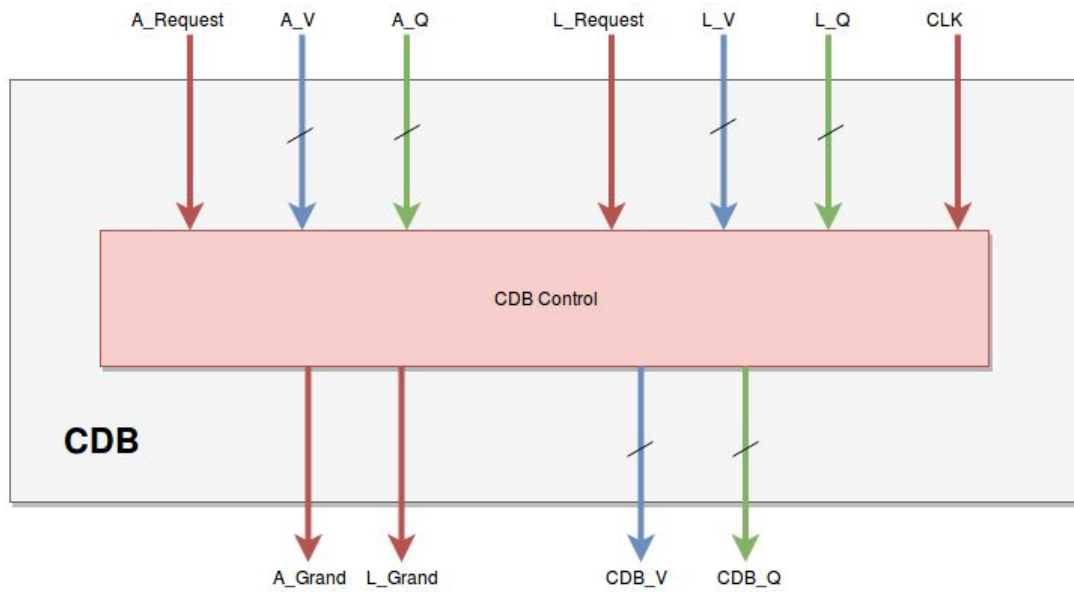 A_Request A_V A_Q L_Request L_V L_Q CLK
CDB Control
CDB
A_Grand L_Grand CDB_V CDB_Q